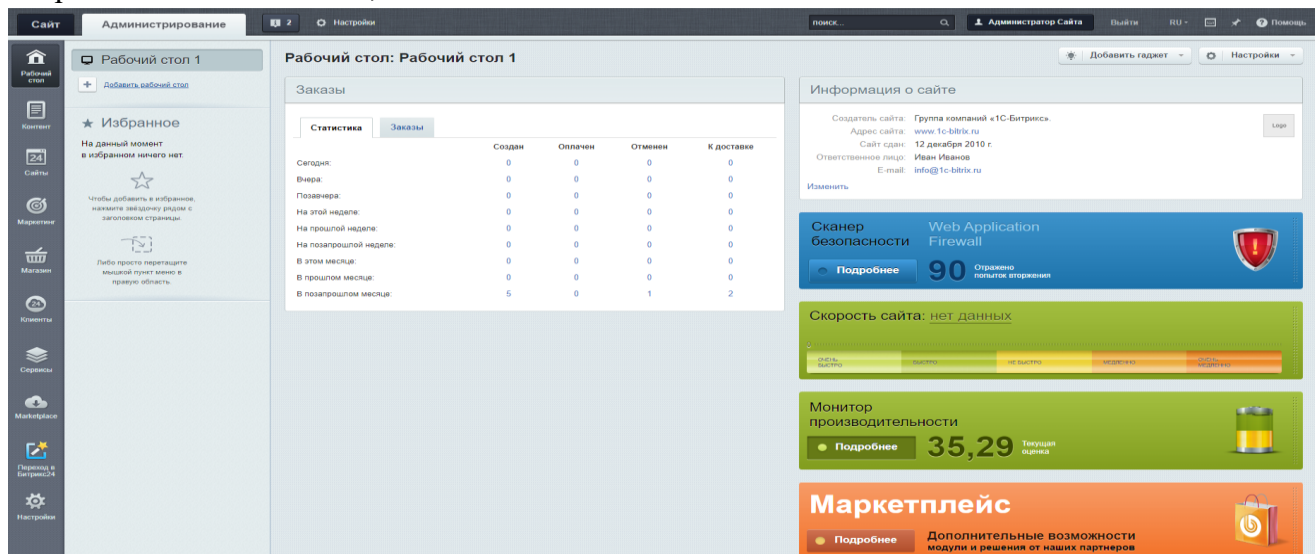 Сайт
Администрирование
2
Настройки
поиск...
Администратор Сайта
Выйти
RU
Помощь
Рабочий
стол
Контент
24
Сайты
Маркетинг
Магазин
24
Клиенты
Сервисы
Marketplace
Переход в
Битрикс24
Настройки
Рабочий стол 1
Добавить рабочий стол
Избранное
На данный момент
в избранном ничего нет.
Чтобы добавить в избранное,
нажмите звездочку рядом с
заголовком страницы.
Либо просто перетащите
мышкой пункт меню в
правую область.
Рабочий стол: Рабочий стол 1
Добавить гаджет
Настройки
Заказы
Статистика Заказы
Создан Оплачен Отменен К доставке
Сегодня: 0 0 0 0
Вчера: 0 0 0 0
Позавчера: 0 0 0 0
На этой неделе: 0 0 0 0
На прошлой неделе: 0 0 0 0
На позапрошлой неделе: 0 0 0 0
В этом месяце: 0 0 0 0
В прошлом месяце: 0 0 0 0
В позапрошлом месяце: 5 0 1 2
Информация о сайте
Создатель сайта: Группа компаний «1С-Битрикс».
Адрес сайта: www.1c-bitrix.ru
Сайт сдан: 12 декабря 2010 г.
Ответственное лицо: Иван Иванов
E-mail: info@1c-bitrix.ru
Logo
Изменить
Сканер
безопасности
Web Application
Firewall
Подробнее
90
Отражено
попыток вторжения
Скорость сайта: нет данных
0
ОЧЕНЬ
БЫСТРО
БЫСТРО
НЕ БЫСТРО
МЕДЛЕННО
ОЧЕНЬ
МЕДЛЕННО
Монитор
производительности
Подробнее
35,29
Текущая
оценка
Маркетплейс
Подробнее
Дополнительные возможности
модули и решения от наших партнеров